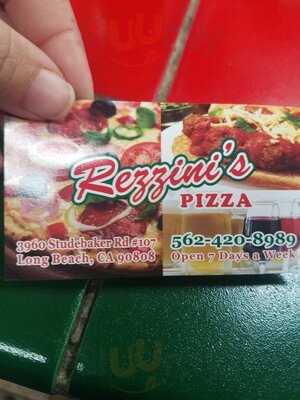 Rezzini's
PIZZA
3960 Studebaker Rd #107
Long Beach, CA 90808
562-420-8989
Open 7 Days a Week